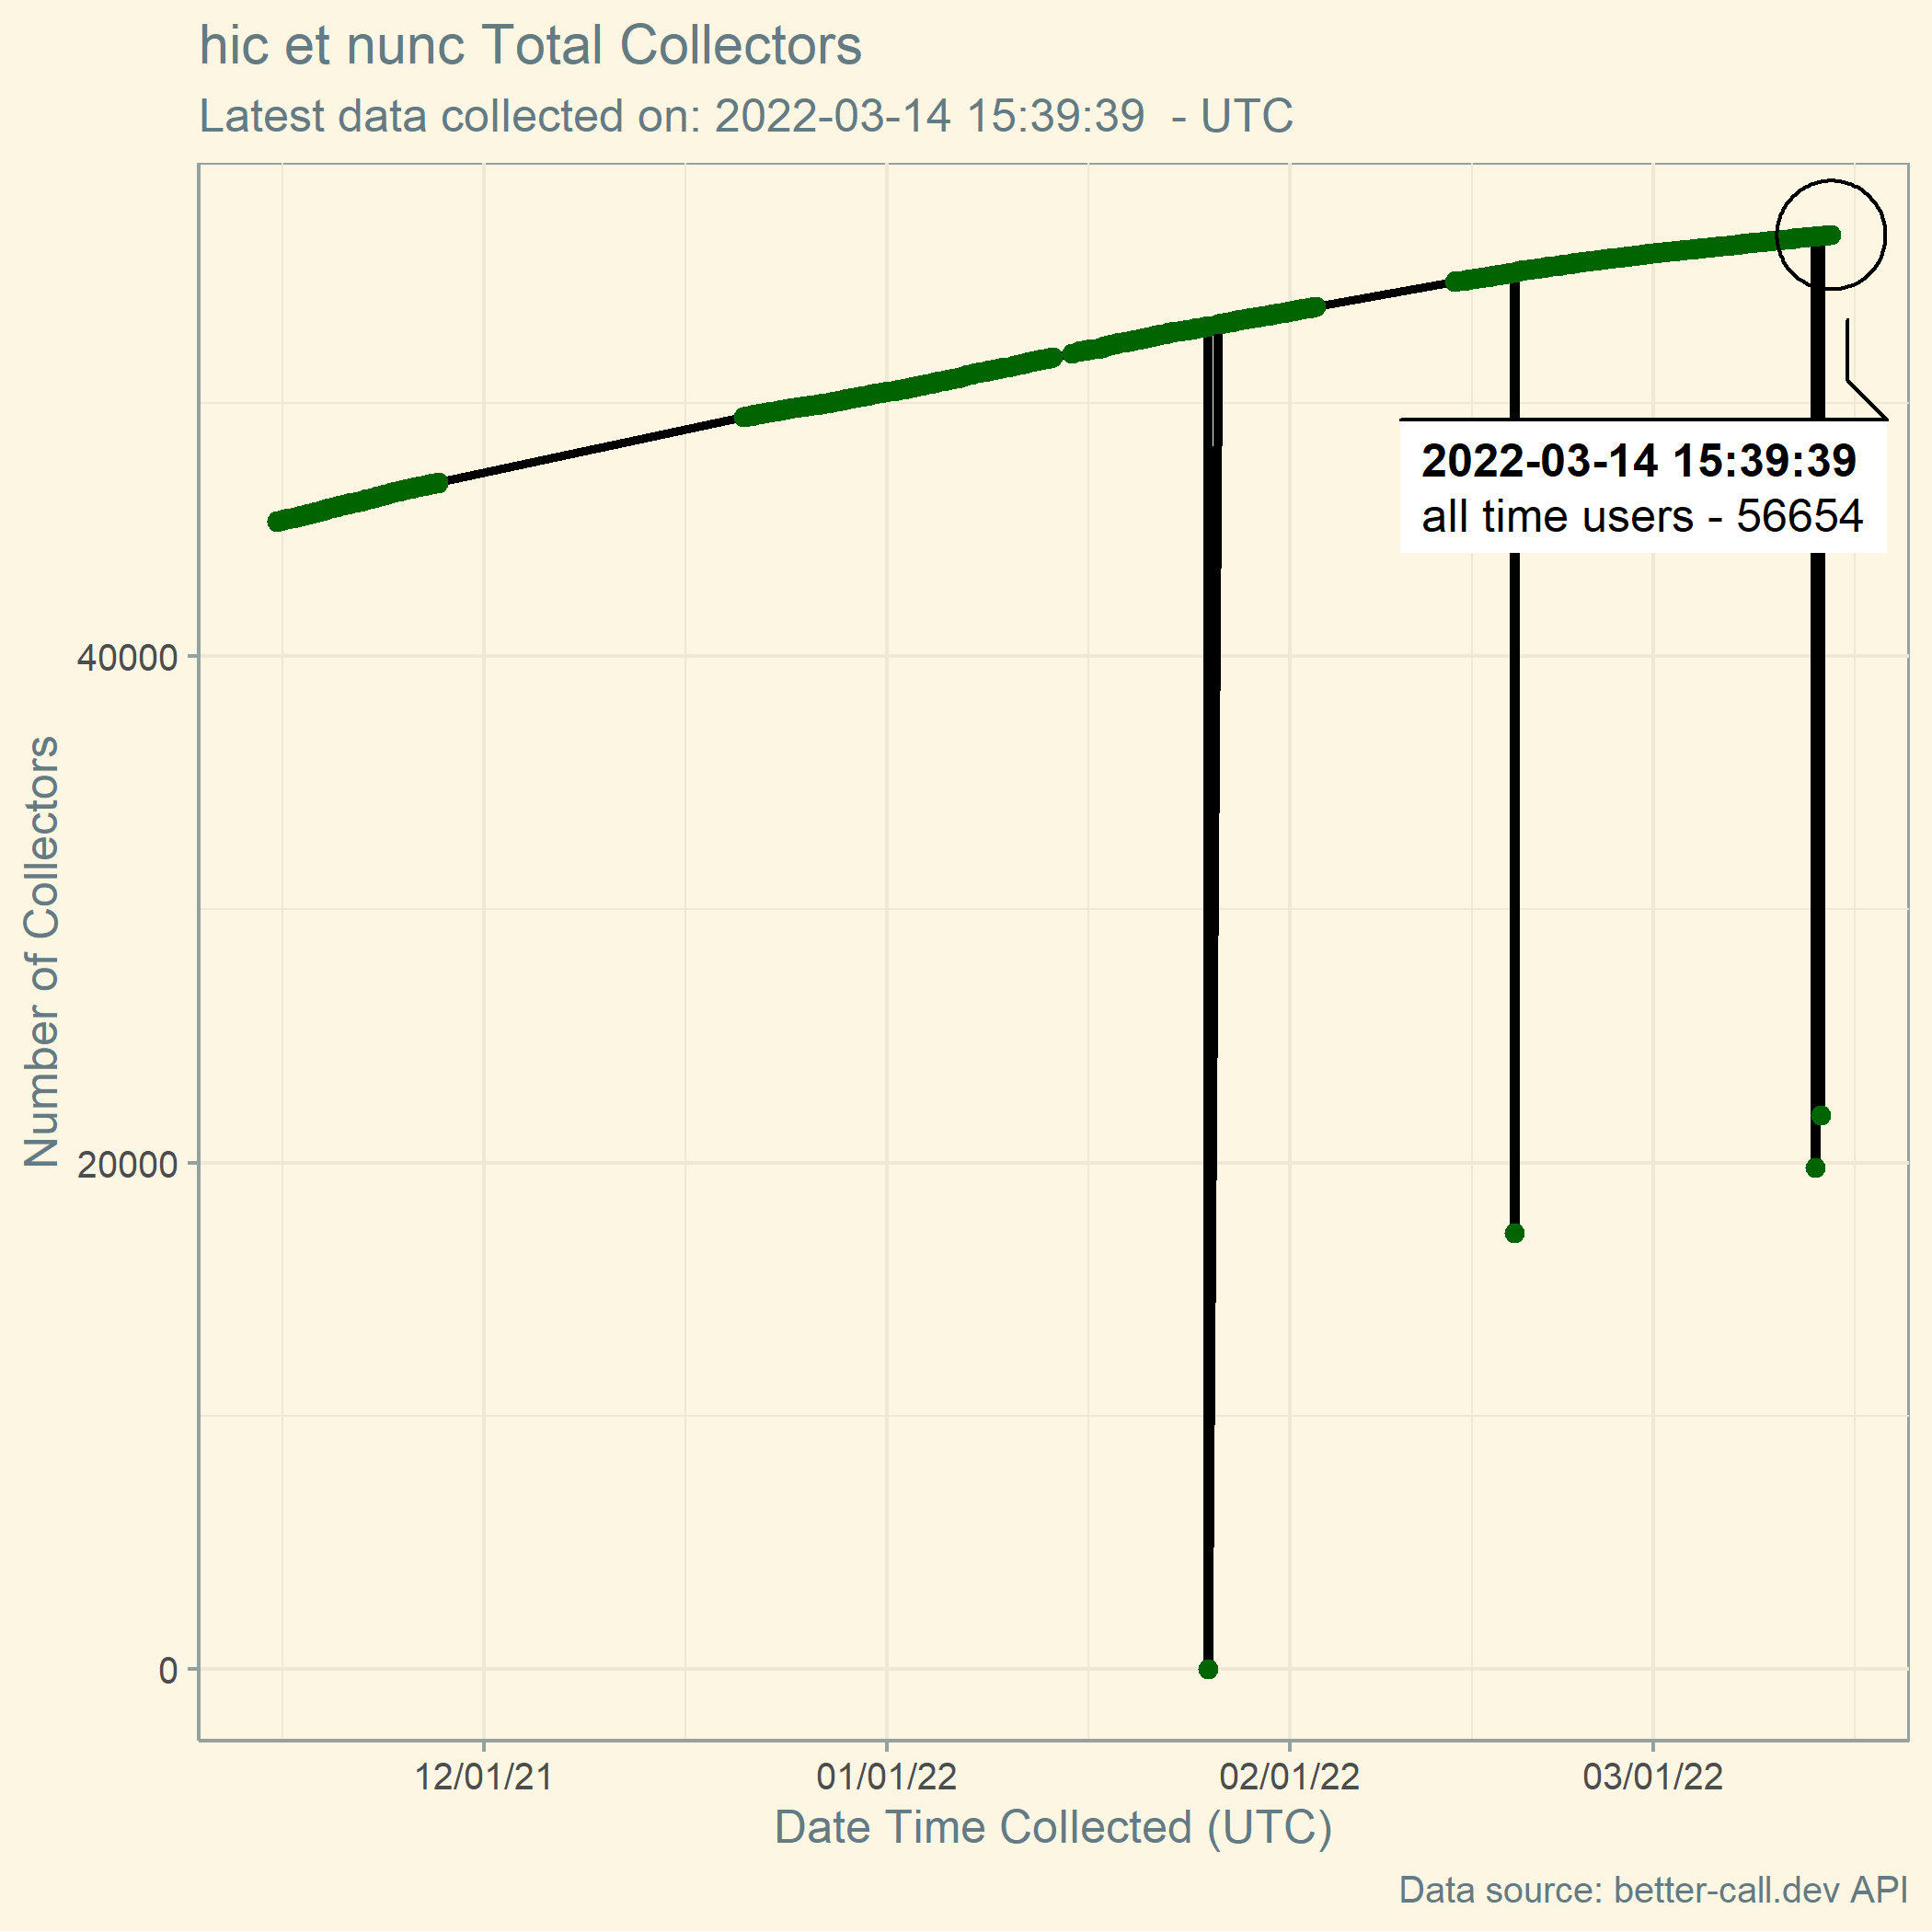 hic et nunc Total Collectors
Latest data collected on: 2022-03-14 15:39:39  - UTC
2022-03-14 15:39:39
all time users - 56654
Number of Collectors
40000
20000
0
12/01/21
01/01/22
02/01/22
03/01/22
Date Time Collected (UTC)
Data source: better-call.dev API